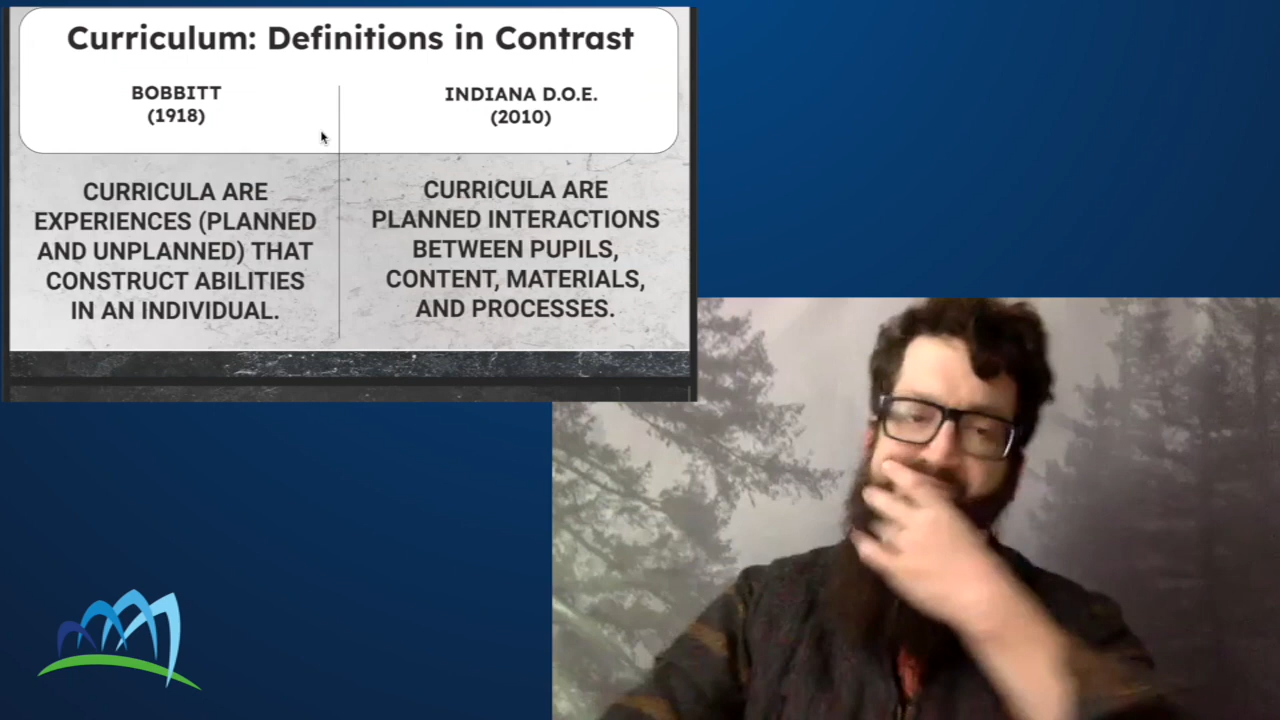 Curriculum: Definitions in Contrast
BOBBITT
(1918)
CURRICULA ARE
EXPERIENCES (PLANNED
AND UNPLANNED) THAT
CONSTRUCT ABILITIES
IN AN INDIVIDUAL.
INDIANA D.O.E.
(2010)
CURRICULA ARE
PLANNED INTERACTIONS
BETWEEN PUPILS,
CONTENT, MATERIALS,
AND PROCESSES.